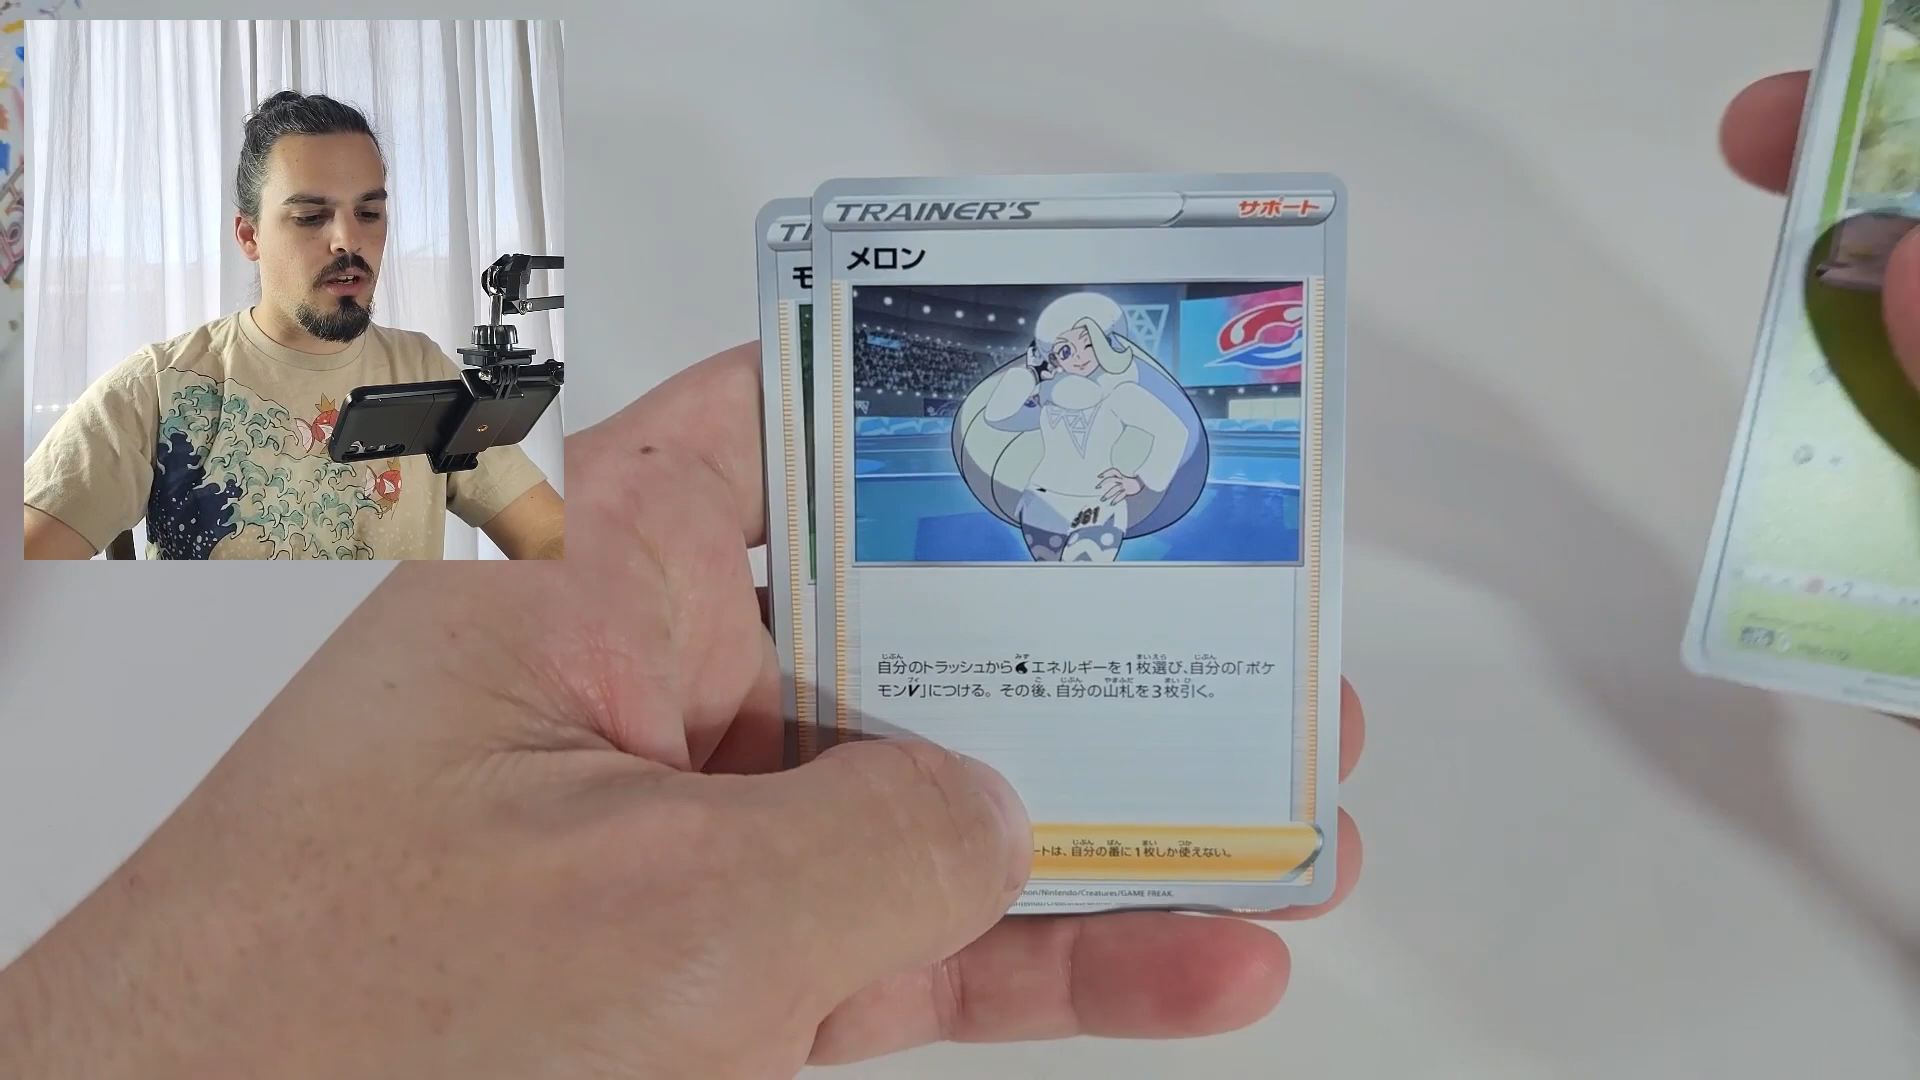 TRAINER'S サポート
メロン
モ
381
自分のトラッシュからエネルギーを1枚選び、自分の「ポケ
モンV」につける。その後、自分の山札を3枚引く。
ートは、自分の番に1枚しか使えない。
mon/Nintendo/Creatures/GAME FREAK.
×2